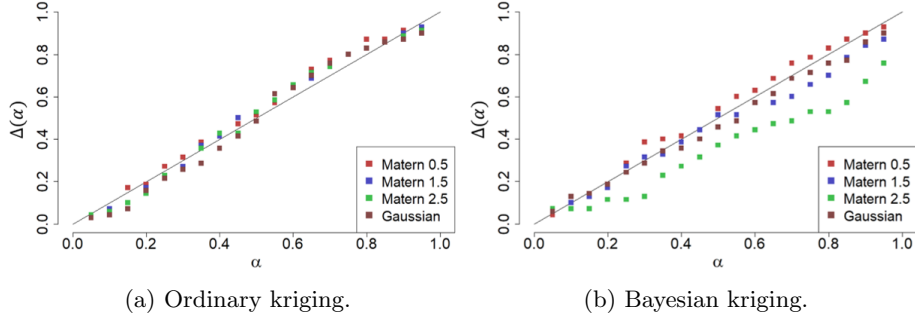 Δ(α)
1.0
0.8
0.6
0.4
0.2
0.0
0.0 0.2 0.4 0.6 0.8 1.0
α
Matern 0.5
Matern 1.5
Matern 2.5
Gaussian
(a) Ordinary kriging.
Δ(α)
1.0
0.8
0.6
0.4
0.2
0.0
0.0 0.2 0.4 0.6 0.8 1.0
α
Matern 0.5
Matern 1.5
Matern 2.5
Gaussian
(b) Bayesian kriging.